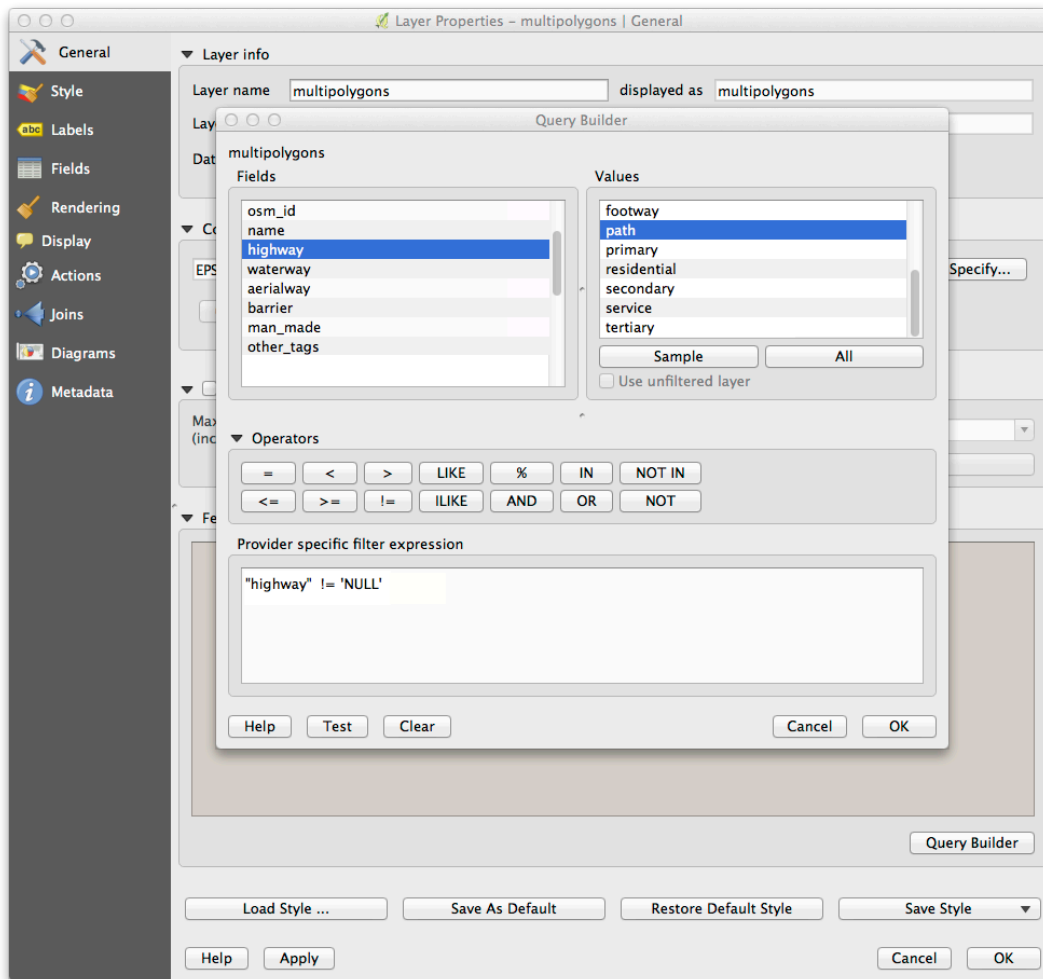 Layer Properties - multipolygons | General
General
Style
Labels
Fields
Rendering
Display
Actions
Joins
Diagrams
Metadata
Layer info
Layer name multipolygons displayed as multipolygons
Query Builder
multipolygons
Fields
osm_id
name
highway
waterway
aerialway
barrier
man_made
other_tags
Values
footway
path
primary
residential
secondary
service
tertiary
Sample All
Use unfiltered layer
Specify...
Operators
= < > LIKE % IN NOT IN
<= >= != ILIKE AND OR NOT
Provider specific filter expression
"highway" != 'NULL'
Help Test Clear Cancel OK
Query Builder
Load Style ... Save As Default Restore Default Style Save Style
Help Apply Cancel OK